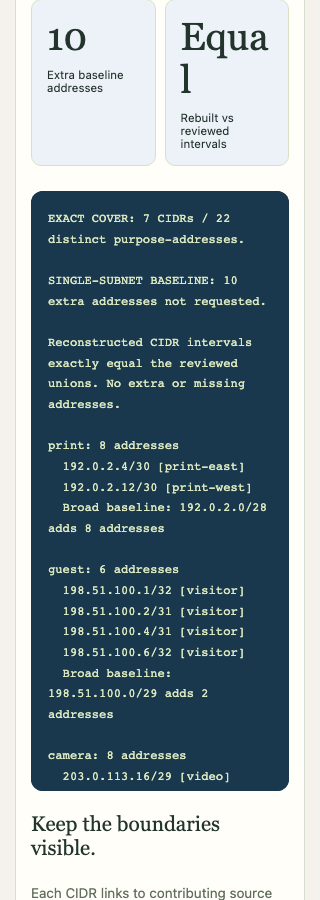 10
Extra baseline
addresses
Equa
l
Rebuilt vs
reviewed
intervals
EXACT COVER: 7 CIDRs / 22
distinct purpose-addresses.
SINGLE-SUBNET BASELINE: 10
extra addresses not requested.
Reconstructed CIDR intervals
exactly equal the reviewed
unions. No extra or missing
addresses.
print: 8 addresses
192.0.2.4/30 [print-east]
192.0.2.12/30 [print-west]
Broad baseline: 192.0.2.0/28
adds 8 addresses
guest: 6 addresses
198.51.100.1/32 [visitor]
198.51.100.2/31 [visitor]
198.51.100.4/31 [visitor]
198.51.100.6/32 [visitor]
Broad baseline:
198.51.100.0/29 adds 2
addresses
camera: 8 addresses
203.0.113.16/29 [video]
Keep the boundaries
visible.
Each CIDR links to contributing source